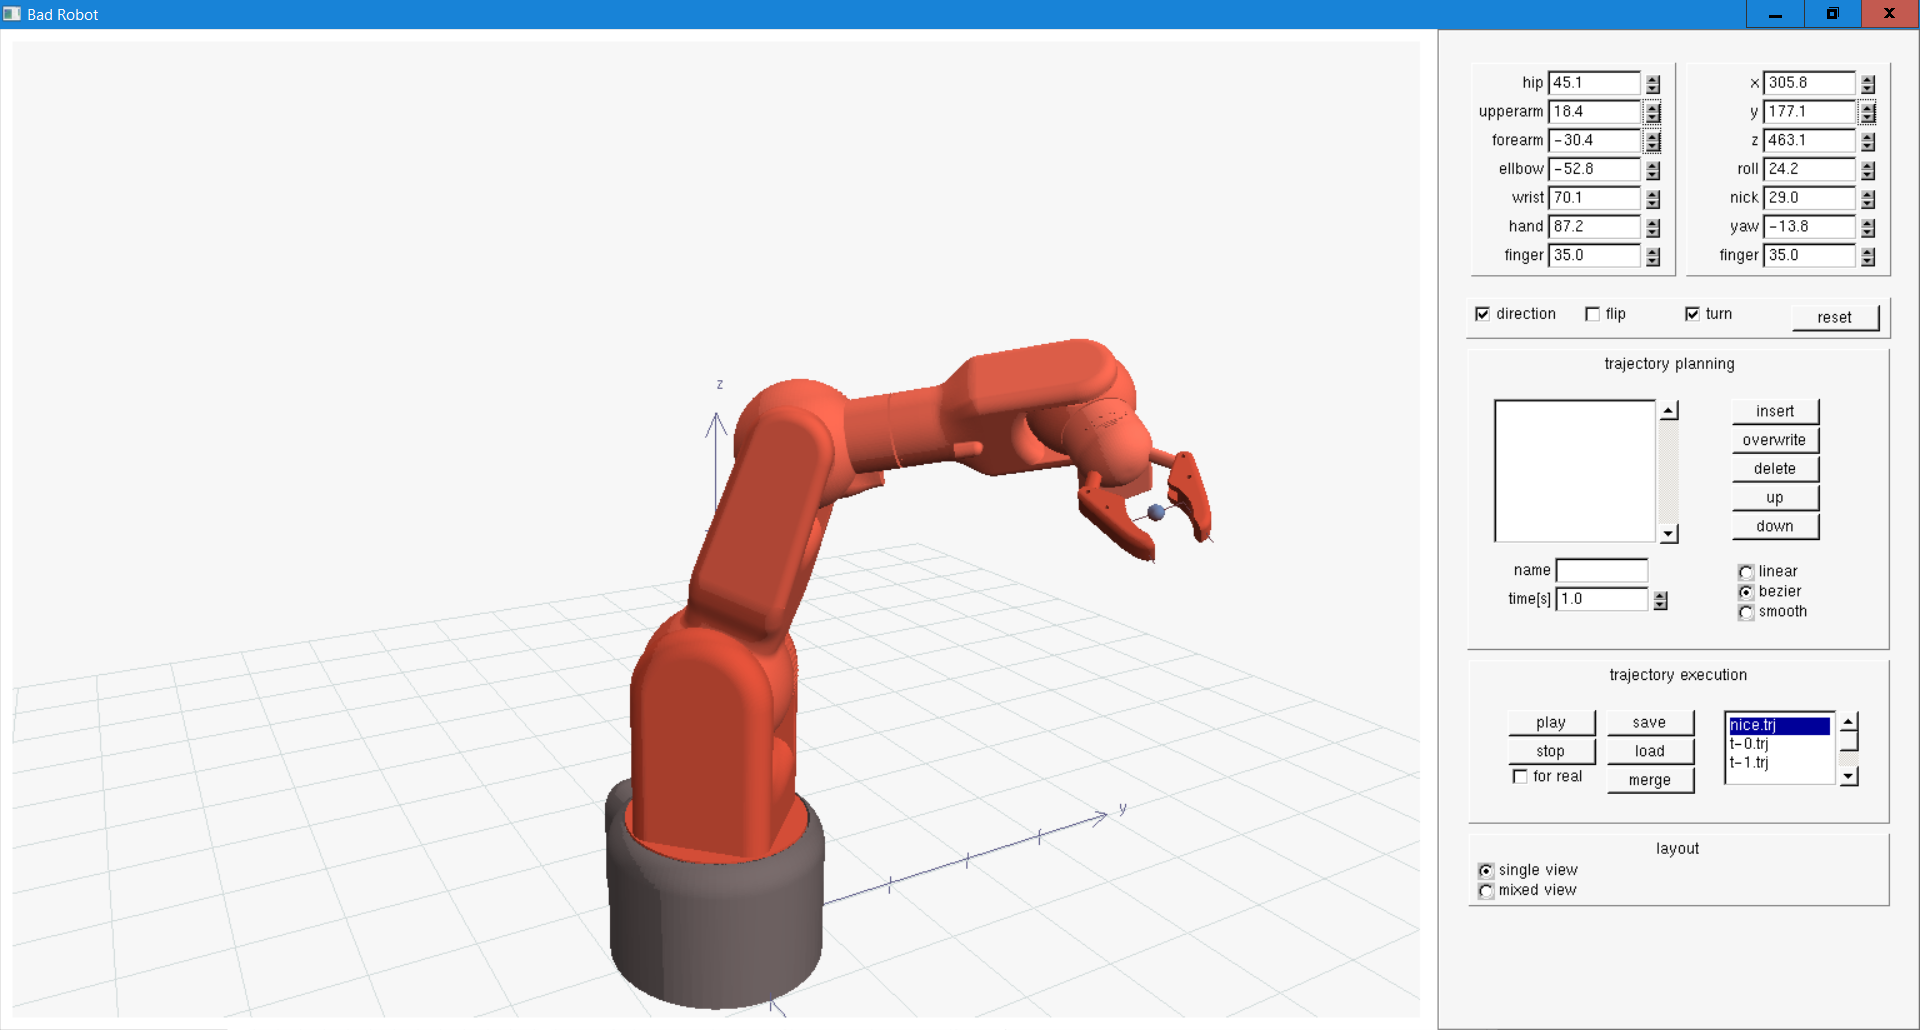 Bad Robot
z
y
hip 45.1
upperarm 18.4
forearm -30.4
ellbow -52.8
wrist 70.1
hand 87.2
finger 35.0
x 305.8
y 177.1
z 463.1
roll 24.2
nick 29.0
yaw -13.8
finger 35.0
direction flip turn reset
trajectory planning
insert
overwrite
delete
up
down
name
time[s] 1.0
linear
bezier
smooth
trajectory execution
play save
stop load
for real merge
nice.trj
t-0.trj
t-1.trj
layout
single view
mixed view